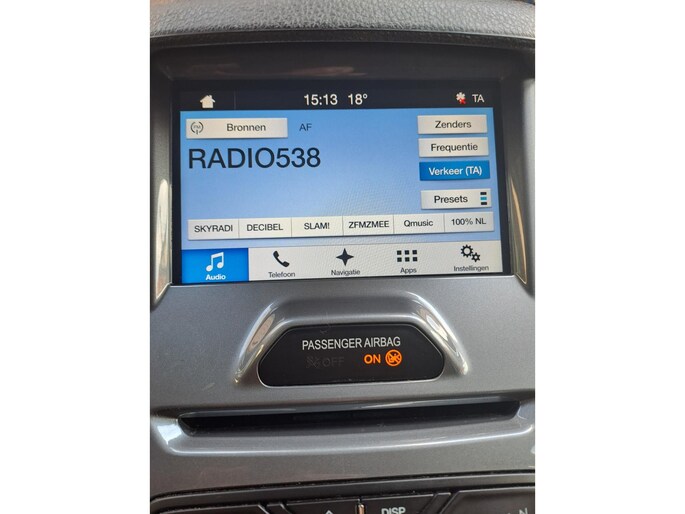 15:13 18° TA
Bronnen AF Zenders
RADIO538
Frequentie
Verkeer (TA)
Presets
SKYRADI DECIBEL SLAM! ZFMZMEE Qmusic 100% NL
Audio Telefoon Navigatie Apps Instellingen
PASSENGER AIRBAG
OFF ON
DISP